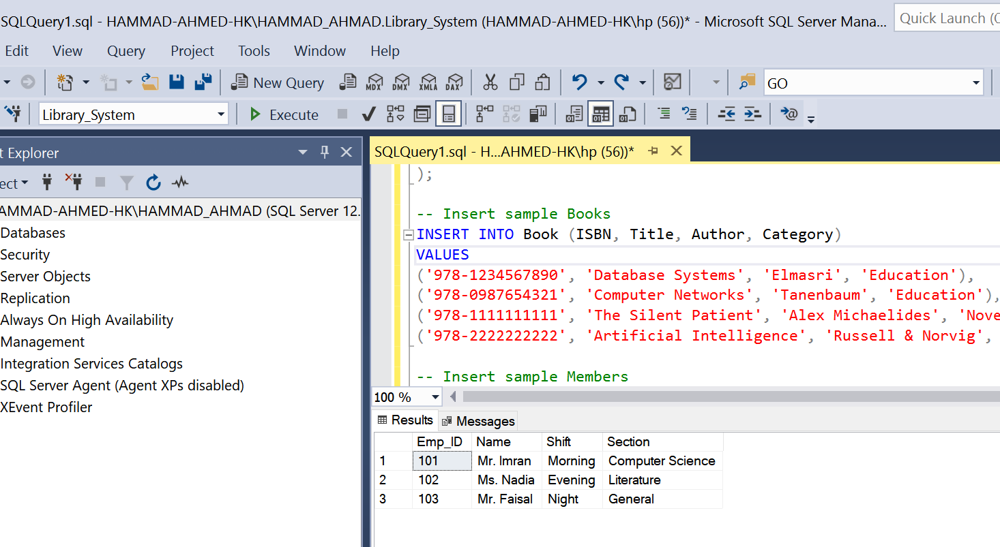 SQLQuery1.sql - HAMMAD-AHMED-HK\HAMMAD_AHMAD.Library_System (HAMMAD-AHMED-HK\hp (56))* - Microsoft SQL Server Mana...
Quick Launch (
Edit View Query Project Tools Window Help
New Query MDX DMX XMLA DAX GO
Library_System Execute
t Explorer
SQLQuery1.sql - H...AHMED-HK\hp (56))*
ect
AMMAD-AHMED-HK\HAMMAD_AHMAD (SQL Server 12.
Databases
Security
Server Objects
Replication
Always On High Availability
Management
Integration Services Catalogs
SQL Server Agent (Agent XPs disabled)
XEvent Profiler
);
-- Insert sample Books
INSERT INTO Book (ISBN, Title, Author, Category)
VALUES
('978-1234567890', 'Database Systems', 'Elmasri', 'Education'),
('978-0987654321', 'Computer Networks', 'Tanenbaum', 'Education'),
('978-1111111111', 'The Silent Patient', 'Alex Michaelides', 'Nove
('978-2222222222', 'Artificial Intelligence', 'Russell & Norvig',
-- Insert sample Members
100 %
Results Messages
Emp_ID Name Shift Section
1 101 Mr. Imran Morning Computer Science
2 102 Ms. Nadia Evening Literature
3 103 Mr. Faisal Night General